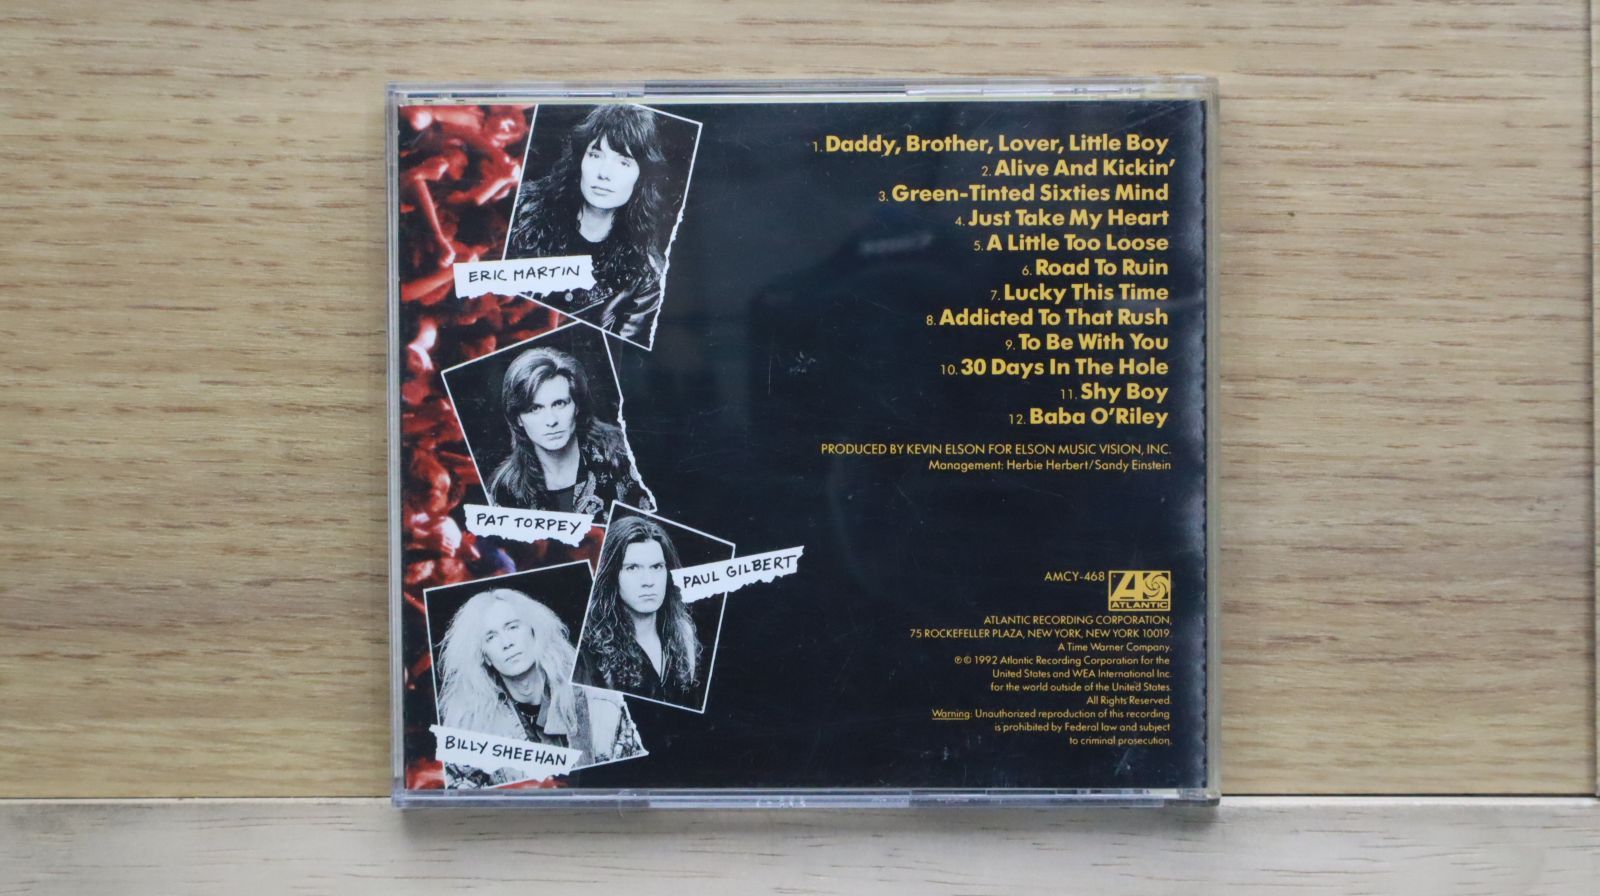 ERIC MARTIN
PAT TORPEY
PAUL GILBERT
BILLY SHEEHAN
1. Daddy, Brother, Lover, Little Boy
2. Alive And Kickin'
3. Green-Tinted Sixties Mind
4. Just Take My Heart
5. A Little Too Loose
6. Road To Ruin
7. Lucky This Time
8. Addicted To That Rush
9. To Be With You
10. 30 Days In The Hole
11. Shy Boy
12. Baba O'Riley
PRODUCED BY KEVIN ELSON FOR ELSON MUSIC VISION, INC.
Management: Herbie Herbert/Sandy Einstein
AMCY-468
ATLANTIC
ATLANTIC RECORDING CORPORATION,
75 ROCKEFELLER PLAZA, NEW YORK, NEW YORK 10019.
A Time Warner Company.
℗© 1992 Atlantic Recording Corporation for the
United States and WEA International Inc.
for the world outside of the United States.
All Rights Reserved.
Warning: Unauthorized reproduction of this recording
is prohibited by Federal law and subject
to criminal prosecution.